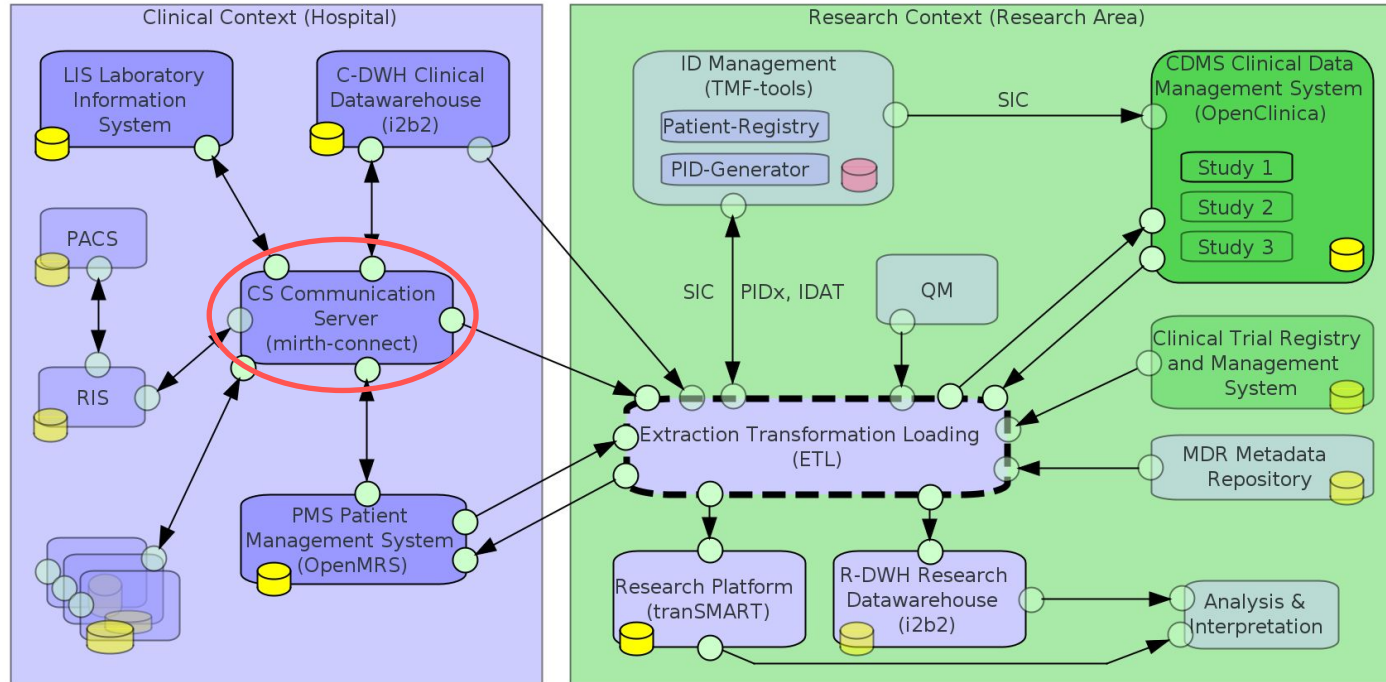 Clinical Context (Hospital)
LIS Laboratory
Information
System
C-DWH Clinical
Datawarehouse
(i2b2)
PACS
CS Communication
Server
(mirth-connect)
RIS
PMS Patient
Management System
(OpenMRS)
Research Context (Research Area)
ID Management
(TMF-tools)
Patient-Registry
PID-Generator
SIC
CDMS Clinical Data
Management System
(OpenClinica)
Study 1
Study 2
Study 3
SIC
PIDx, IDAT
QM
Clinical Trial Registry
and Management
System
Extraction Transformation Loading
(ETL)
MDR Metadata
Repository
Research Platform
(tranSMART)
R-DWH Research
Datawarehouse
(i2b2)
Analysis &
Interpretation